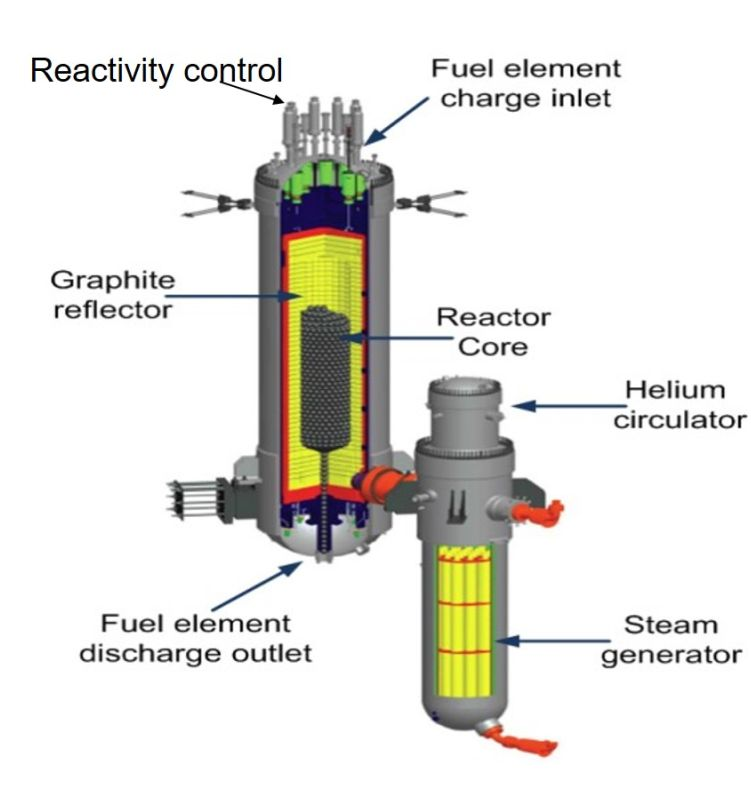 Reactivity control
Fuel element
charge inlet
Graphite
reflector
Reactor
Core
Helium
circulator
Fuel element
discharge outlet
Steam
generator